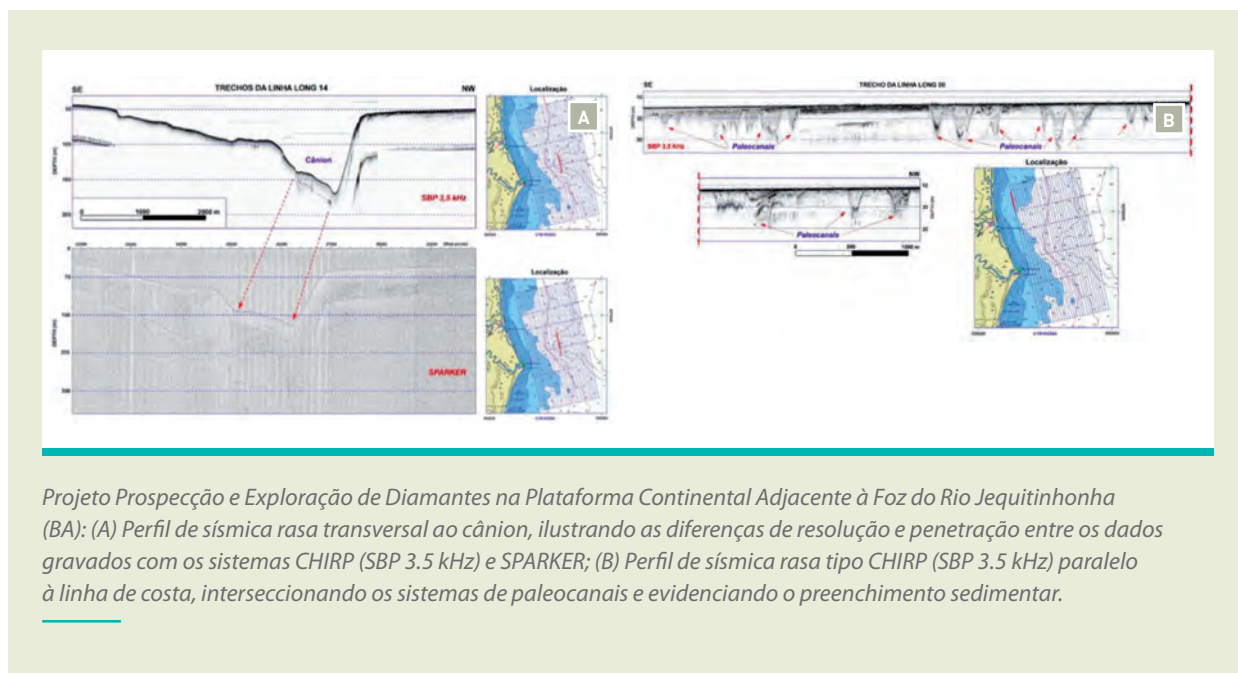 TRECHOS DA LINHA LONG 14
SE
NW
Cânion
SBP 3,5 kHz
0 1000 2000 m
DEPTH (m)
SPARKER
Localização
A
Localização
SE
TRECHO DA LINHA LONG 50
B
SBP 3,5 KHz
Paleocanais
Paleocanais
NW
Paleocanais
0 500 1000 m
Localização
Projeto Prospecção e Exploração de Diamantes na Plataforma Continental Adjacente à Foz do Rio Jequitinhonha
(BA): (A) Perfil de sísmica rasa transversal ao cânion, ilustrando as diferenças de resolução e penetração entre os dados
gravados com os sistemas CHIRP (SBP 3.5 kHz) e SPARKER; (B) Perfil de sísmica rasa tipo CHIRP (SBP 3.5 kHz) paralelo
à linha de costa, interseccionando os sistemas de paleocanais e evidenciando o preenchimento sedimentar.